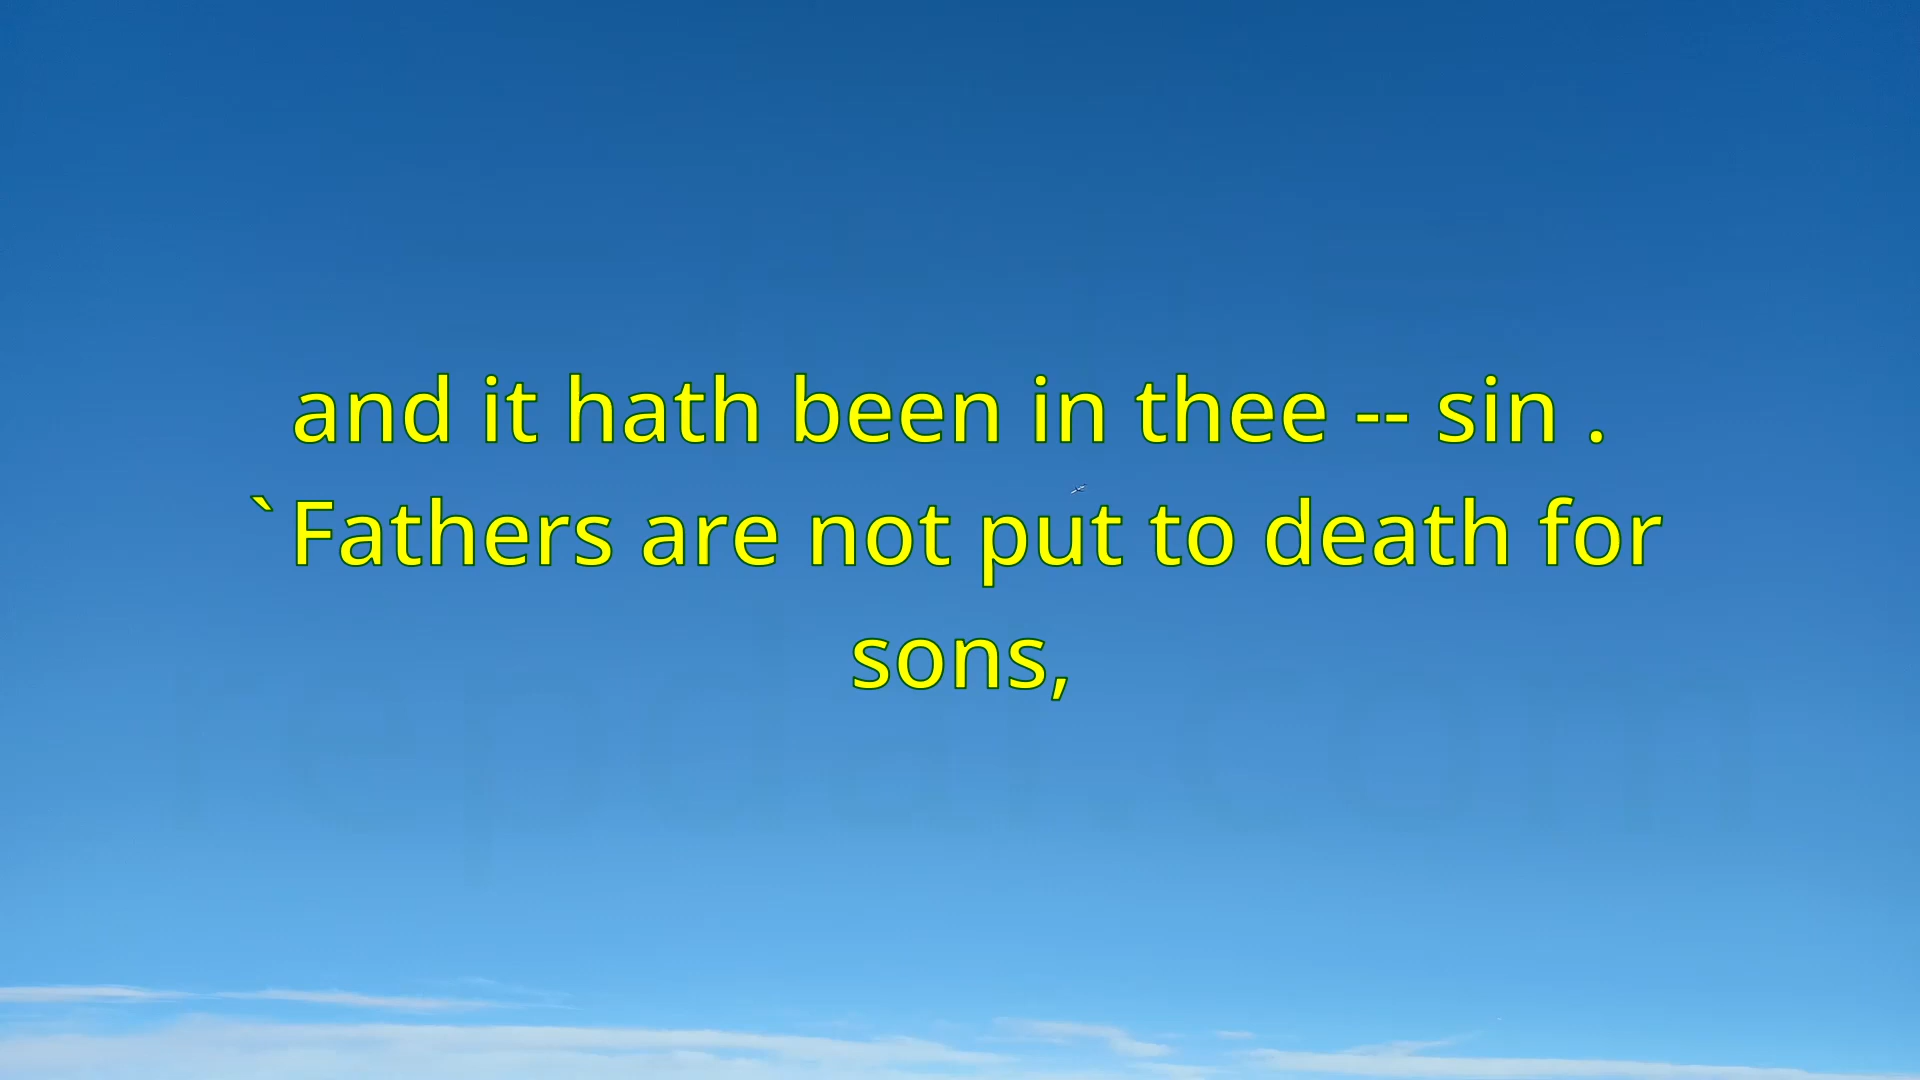 and it hath been in thee -- sin .
`Fathers are not put to death for
sons,